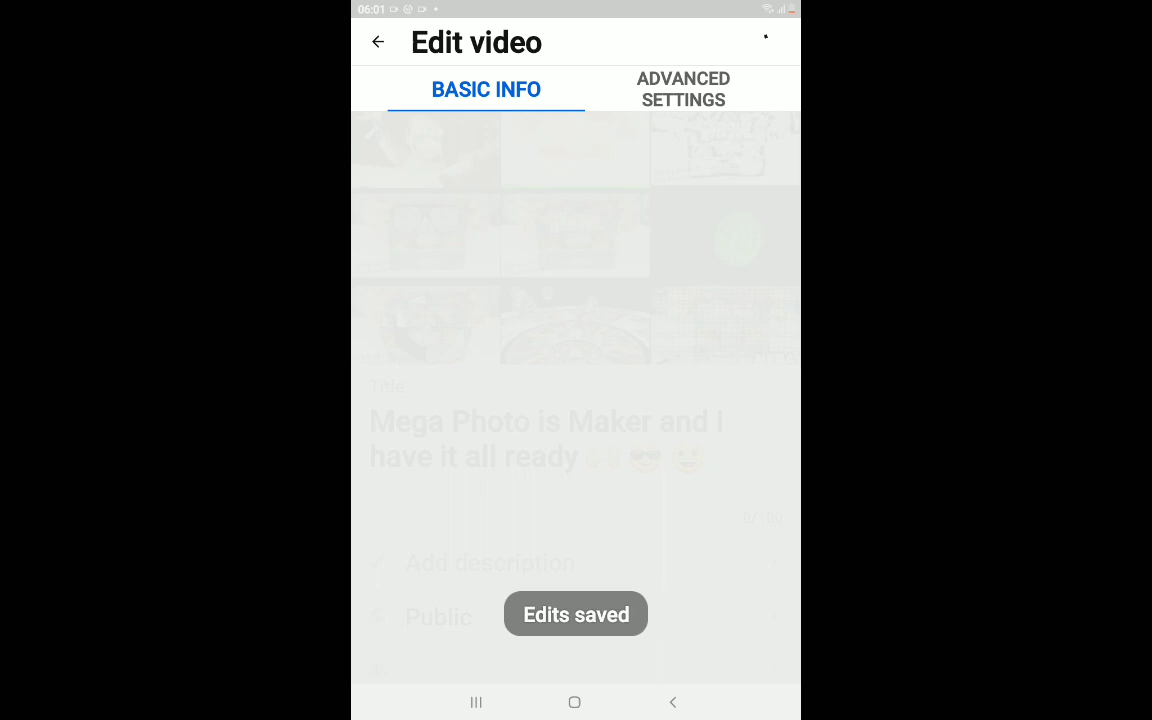 06:01
Edit video
BASIC INFO
ADVANCED
SETTINGS
Title
Mega Photo is Maker and I
have it all ready 🙌 😎 🤩
Add description
Public
Edits saved